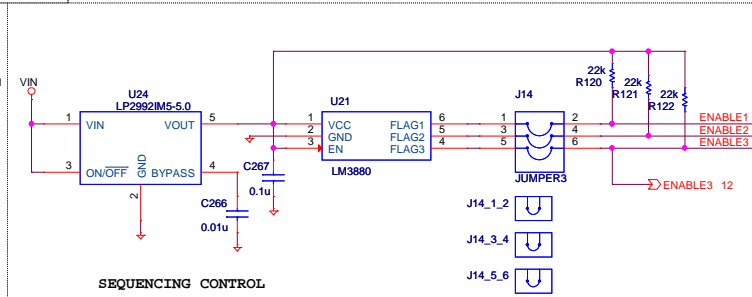 VIN
U24
LP2992IM5-5.0
1 VIN VOUT 5
3 ON/OFF BYPASS 4
GND
2
C266
0.01u
C267
0.1u
U21
1 VCC FLAG1 6
2 GND FLAG2 5
3 EN FLAG3 4
LM3880
J14
1 2
3 4
5 6
JUMPER3
22k
R120
22k
R121
22k
R122
ENABLE1
ENABLE2
ENABLE3
ENABLE3 12
J14_1_2
J14_3_4
J14_5_6
SEQUENCING CONTROL